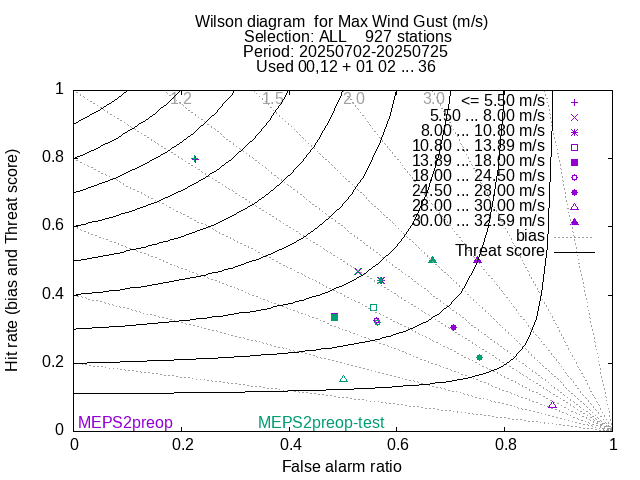 Wilson diagram  for Max Wind Gust (m/s)
Selection: ALL    927 stations
Period: 20250702-20250725
Used 00,12 + 01 02 ... 36
1.2 1.5 2.0 3.0
<= 5.50 m/s
5.50 ... 8.00 m/s
8.00 ... 10.80 m/s
10.80 ... 13.89 m/s
13.89 ... 18.00 m/s
18.00 ... 24.50 m/s
24.50 ... 28.00 m/s
28.00 ... 30.00 m/s
30.00 ... 32.59 m/s
bias
Threat score
1
0.8
0.6
0.4
0.2
0
Hit rate (bias and Threat score)
MEPS2preop MEPS2preop-test
0 0.2 0.4 0.6 0.8 1
False alarm ratio